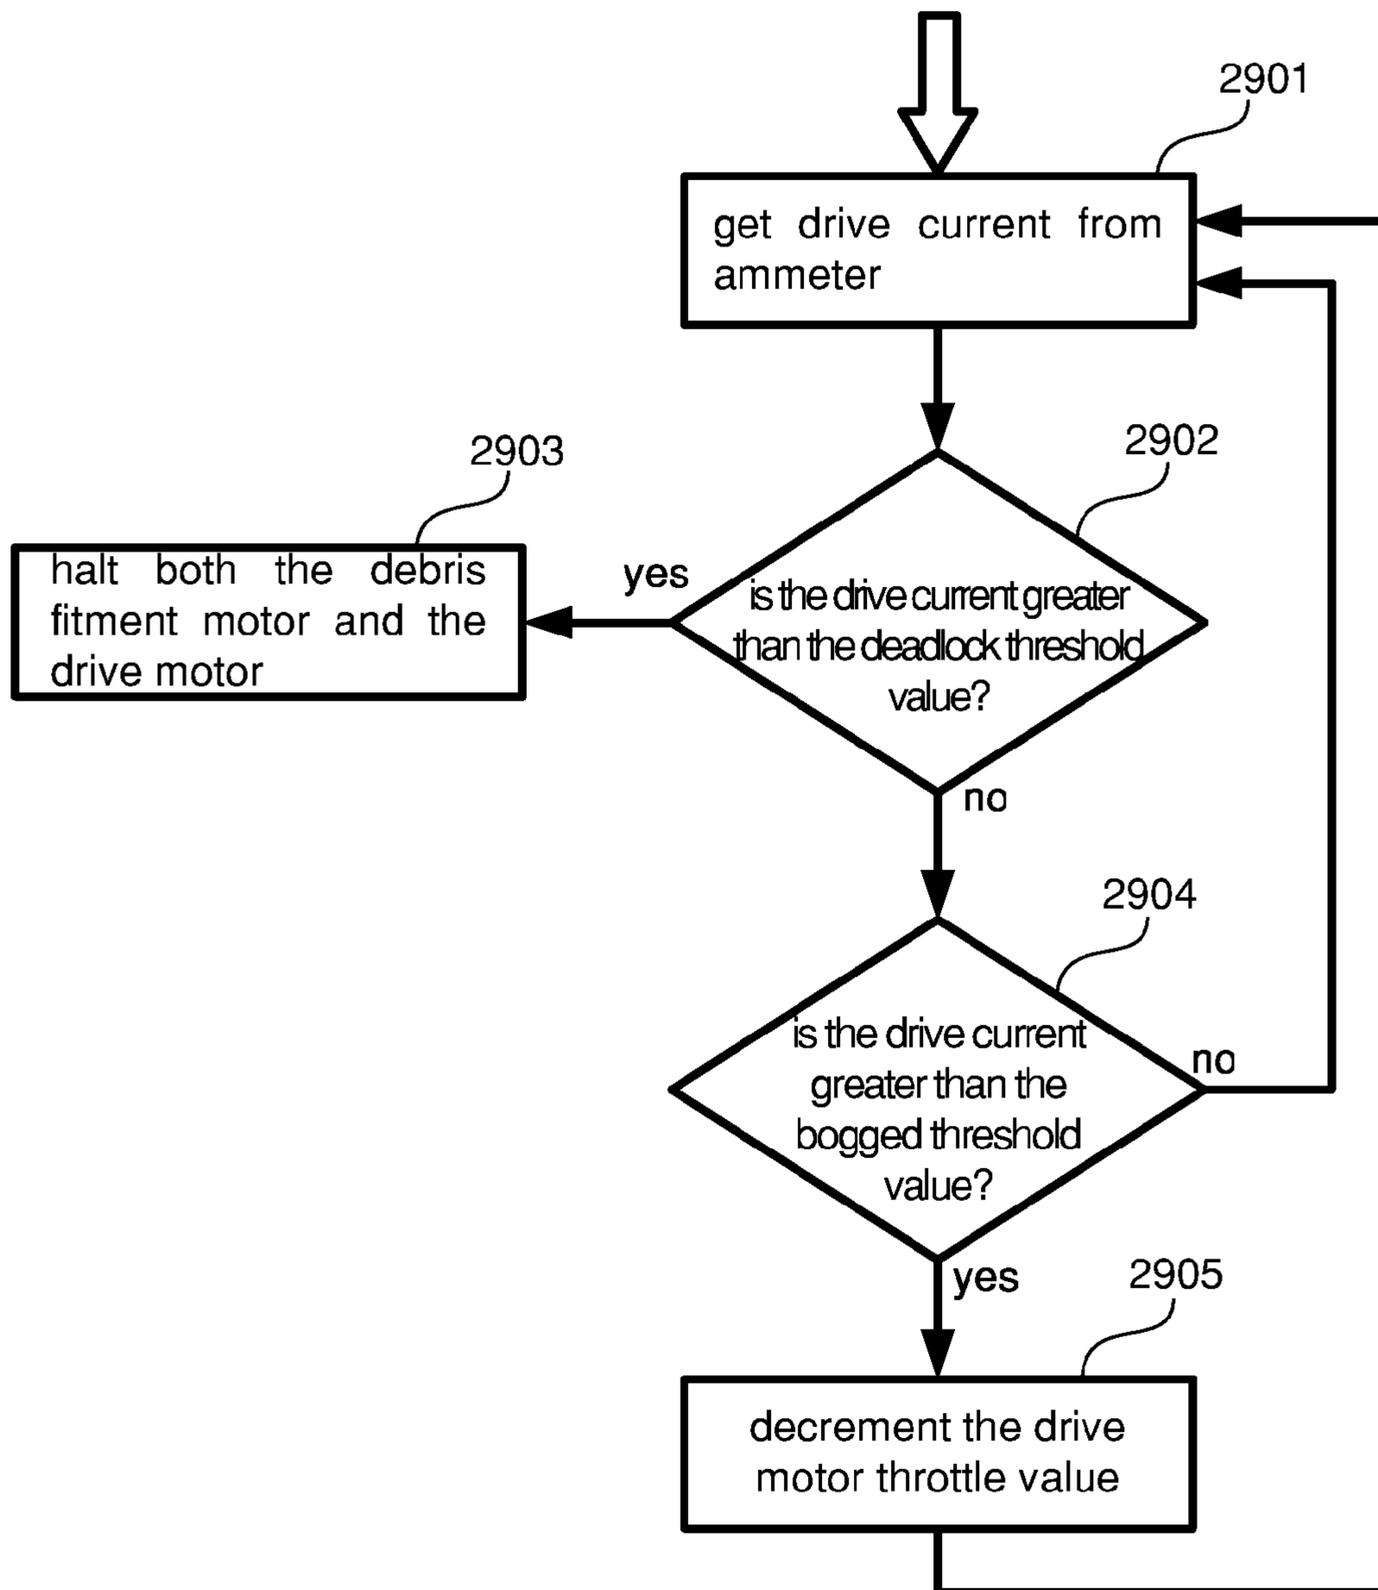 2901
get drive current from
ammeter
2902
2903
halt both the debris
fitment motor and the
drive motor
yes
is the drive current greater
than the deadlock threshold
value?
no
2904
is the drive current
greater than the
bogged threshold
value?
no
yes
2905
decrement the drive
motor throttle value